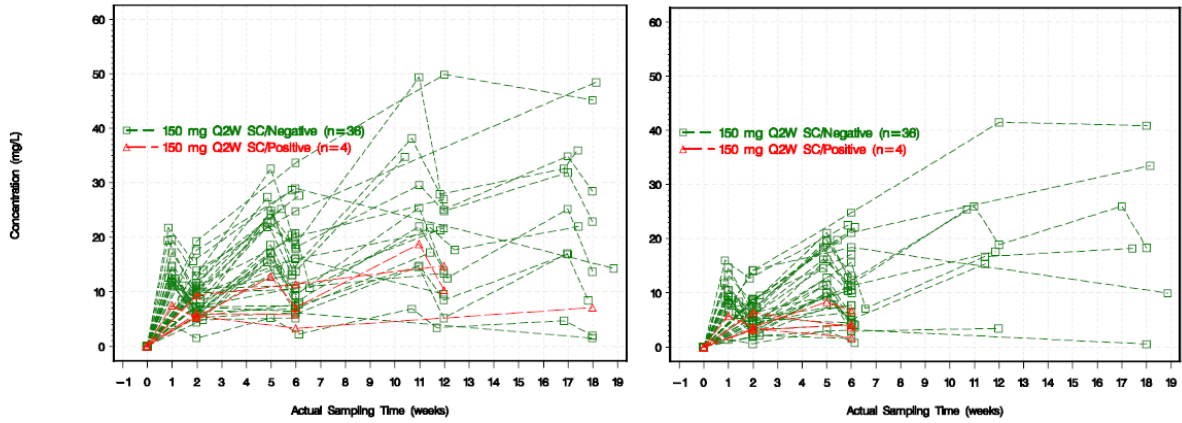 60
50
40
30
20
10
0
Concentration (mg/L)
150 mg Q2W SC/Negative (n=36)
150 mg Q2W SC/Positive (n=4)
−1 0 1 2 3 4 5 6 7 8 9 10 11 12 13 14 15 16 17 18 19
Actual Sampling Time (weeks)
60
50
40
30
20
10
0
150 mg Q2W SC/Negative (n=36)
150 mg Q2W SC/Positive (n=4)
−1 0 1 2 3 4 5 6 7 8 9 10 11 12 13 14 15 16 17 18 19
Actual Sampling Time (weeks)